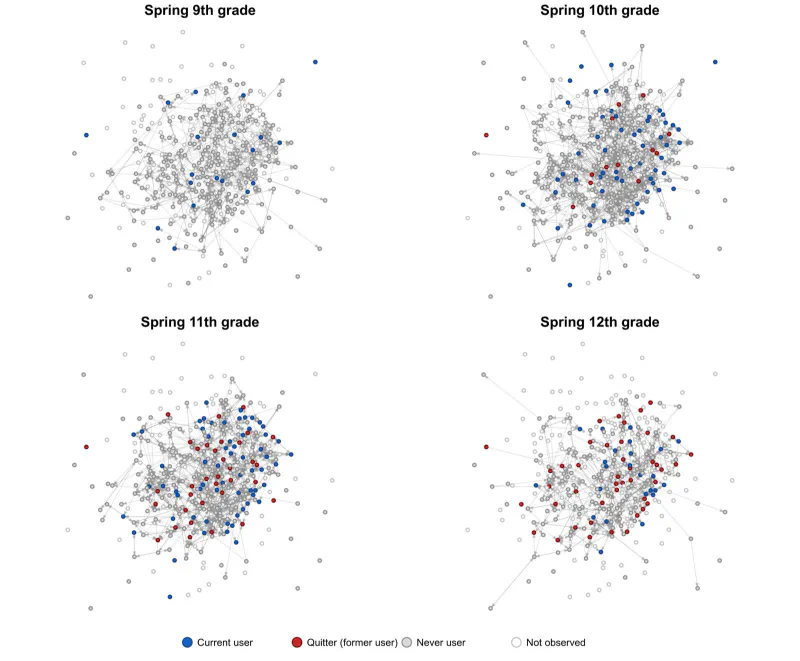 Spring 9th grade
Spring 10th grade
Spring 11th grade
Spring 12th grade
Current user
Quitter (former user)
Never user
Not observed